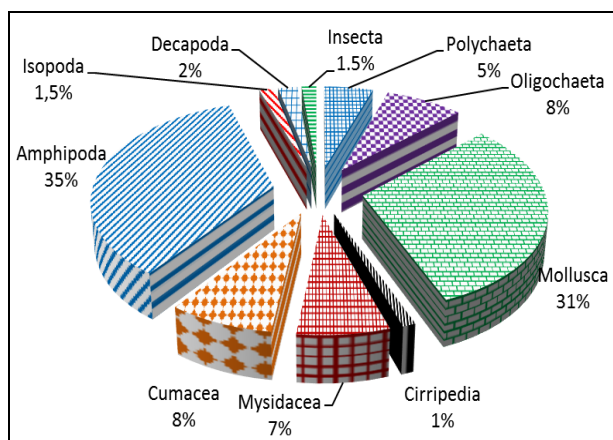 Decapoda
2%
Insecta
1.5%
Polychaeta
5%
Isopoda
1,5%
Oligochaeta
8%
Amphipoda
35%
Mollusca
31%
Cumacea
8%
Mysidacea
7%
Cirripedia
1%